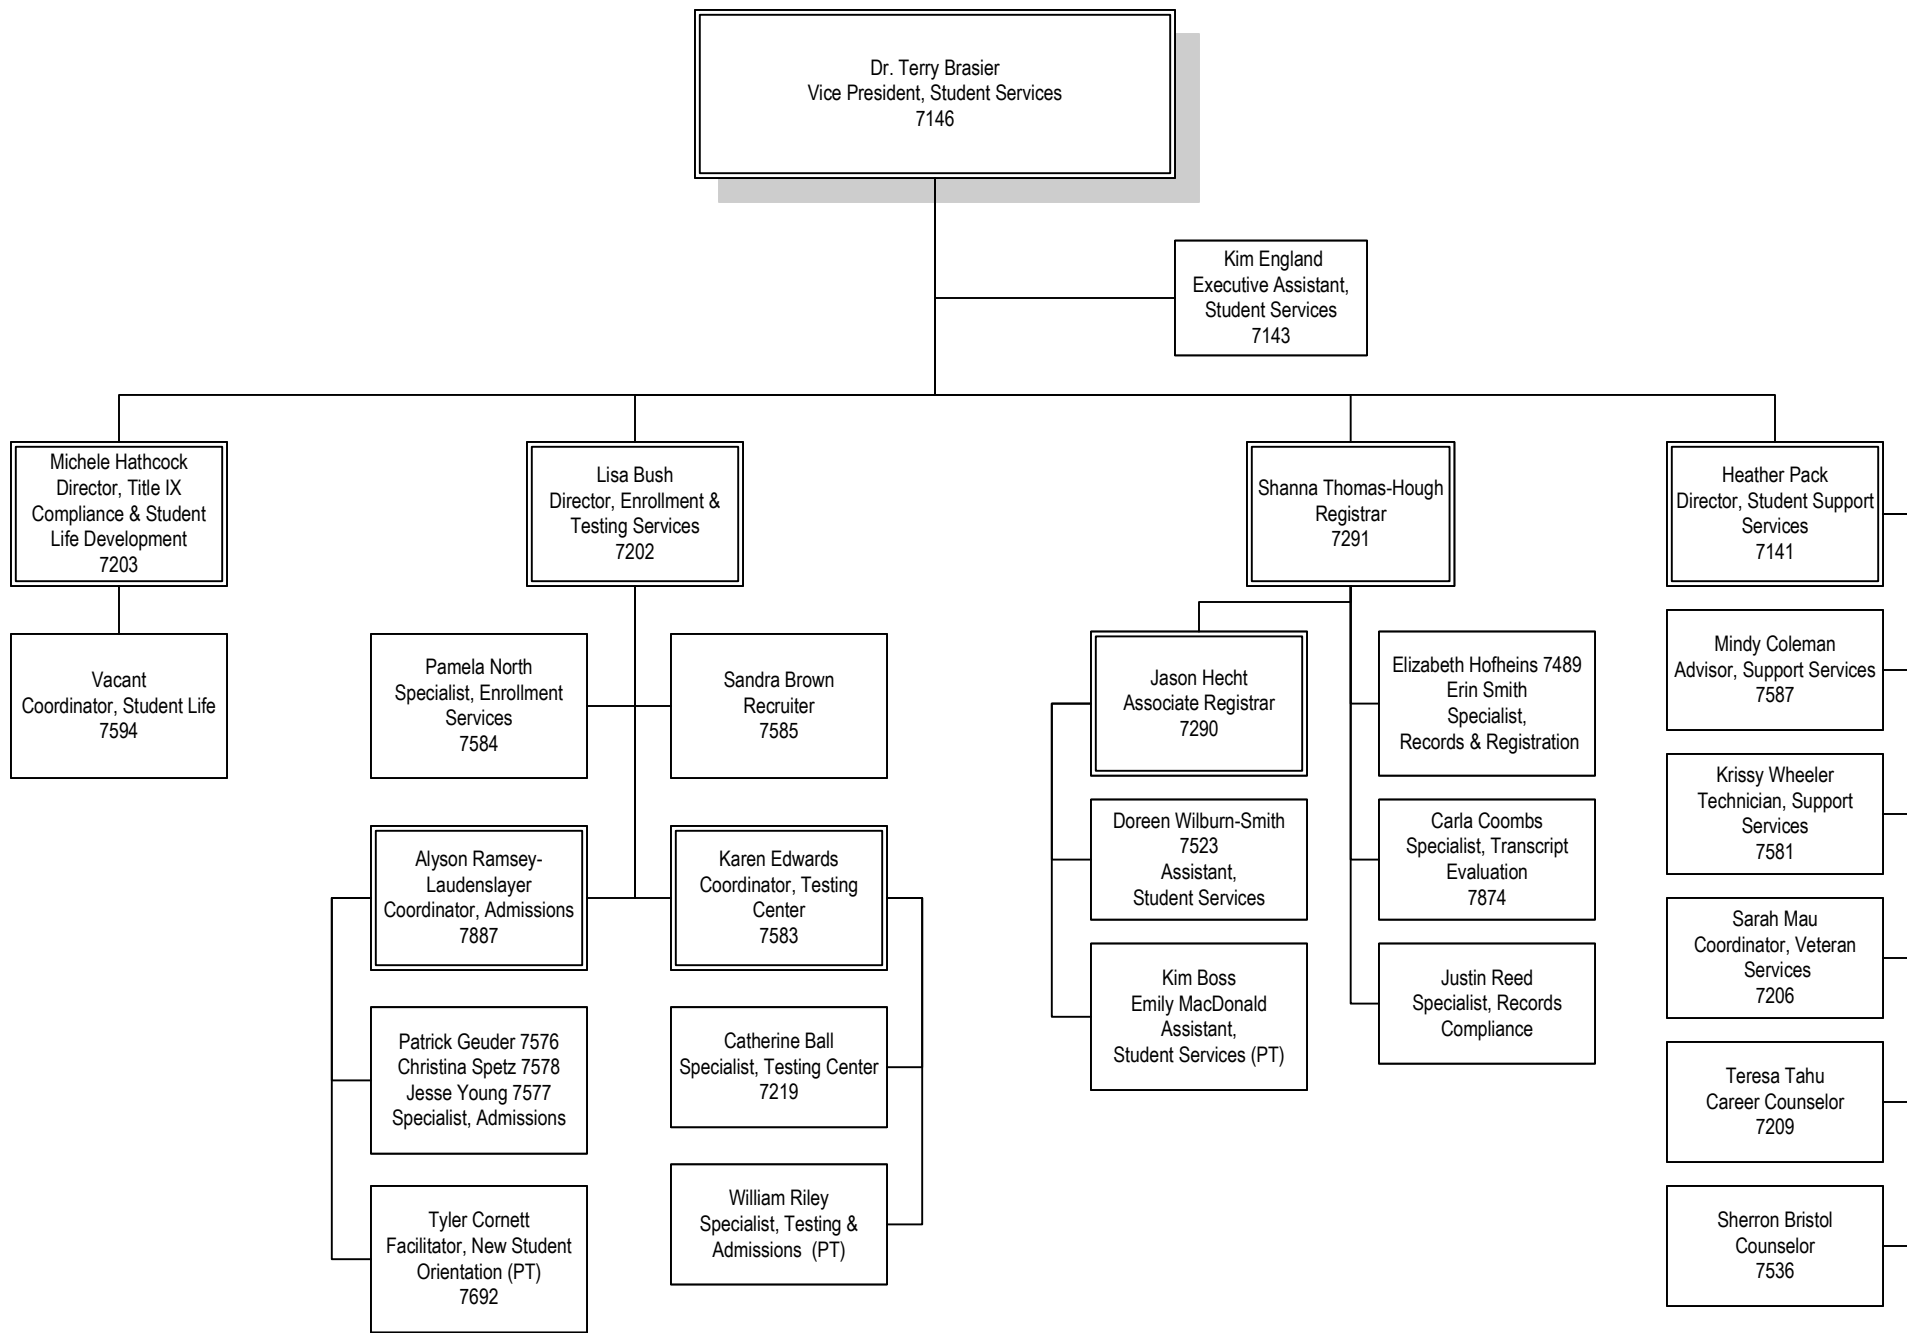 Dr. Terry Brasier
Vice President, Student Services
7146
Kim England
Executive Assistant,
Student Services
7143
Michele Hathcock
Director, Title IX
Compliance & Student
Life Development
7203
Lisa Bush
Director, Enrollment &
Testing Services
7202
Shanna Thomas-Hough
Registrar
7291
Heather Pack
Director, Student Support
Services
7141
Vacant
Coordinator, Student Life
7594
Pamela North
Specialist, Enrollment
Services
7584
Sandra Brown
Recruiter
7585
Alyson Ramsey-
Laudenslayer
Coordinator, Admissions
7887
Karen Edwards
Coordinator, Testing
Center
7583
Patrick Geuder 7576
Christina Spetz 7578
Jesse Young 7577
Specialist, Admissions
Catherine Ball
Specialist, Testing Center
7219
Tyler Cornett
Facilitator, New Student
Orientation (PT)
7692
William Riley
Specialist, Testing &
Admissions (PT)
Jason Hecht
Associate Registrar
7290
Elizabeth Hofheins 7489
Erin Smith
Specialist,
Records & Registration
Doreen Wilburn-Smith
7523
Assistant,
Student Services
Carla Coombs
Specialist, Transcript
Evaluation
7874
Kim Boss
Emily MacDonald
Assistant,
Student Services (PT)
Justin Reed
Specialist, Records
Compliance
Mindy Coleman
Advisor, Support Services
7587
Krissy Wheeler
Technician, Support
Services
7581
Sarah Mau
Coordinator, Veteran
Services
7206
Teresa Tahu
Career Counselor
7209
Sherron Bristol
Counselor
7536